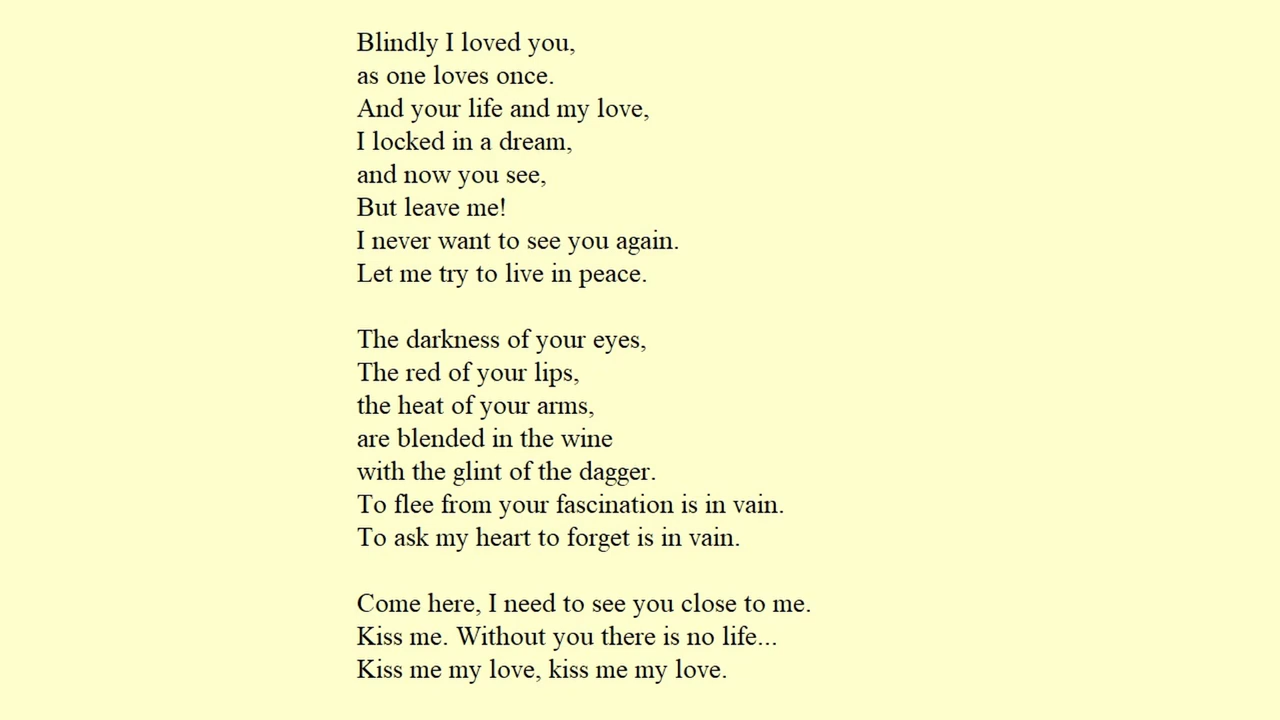 Blindly I loved you,
as one loves once.
And your life and my love,
I locked in a dream,
and now you see,
But leave me!
I never want to see you again.
Let me try to live in peace.

The darkness of your eyes,
The red of your lips,
the heat of your arms,
are blended in the wine
with the glint of the dagger.
To flee from your fascination is in vain.
To ask my heart to forget is in vain.

Come here, I need to see you close to me.
Kiss me. Without you there is no life...
Kiss me my love, kiss me my love.